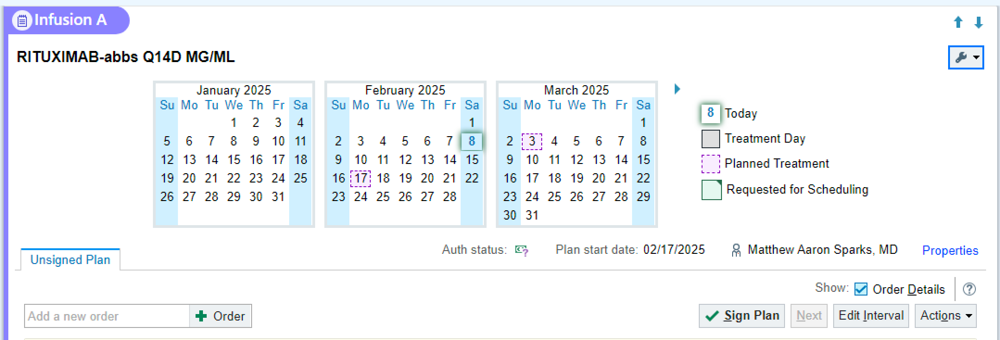 Infusion A
RITUXIMAB-abbs Q14D MG/ML
January 2025
Su Mo Tu We Th Fr Sa
1 2 3 4
5 6 7 8 9 10 11
12 13 14 15 16 17 18
19 20 21 22 23 24 25
26 27 28 29 30 31
February 2025
Su Mo Tu We Th Fr Sa
1
2 3 4 5 6 7 8
9 10 11 12 13 14 15
16 17 18 19 20 21 22
23 24 25 26 27 28
March 2025
Su Mo Tu We Th Fr Sa
1
2 3 4 5 6 7 8
9 10 11 12 13 14 15
16 17 18 19 20 21 22
23 24 25 26 27 28 29
30 31
8 Today
Treatment Day
Planned Treatment
Requested for Scheduling
Unsigned Plan
Auth status: ? Plan start date: 02/17/2025 Matthew Aaron Sparks, MD Properties
Show: Order Details ?
Add a new order Order Sign Plan Next Edit Interval Actions